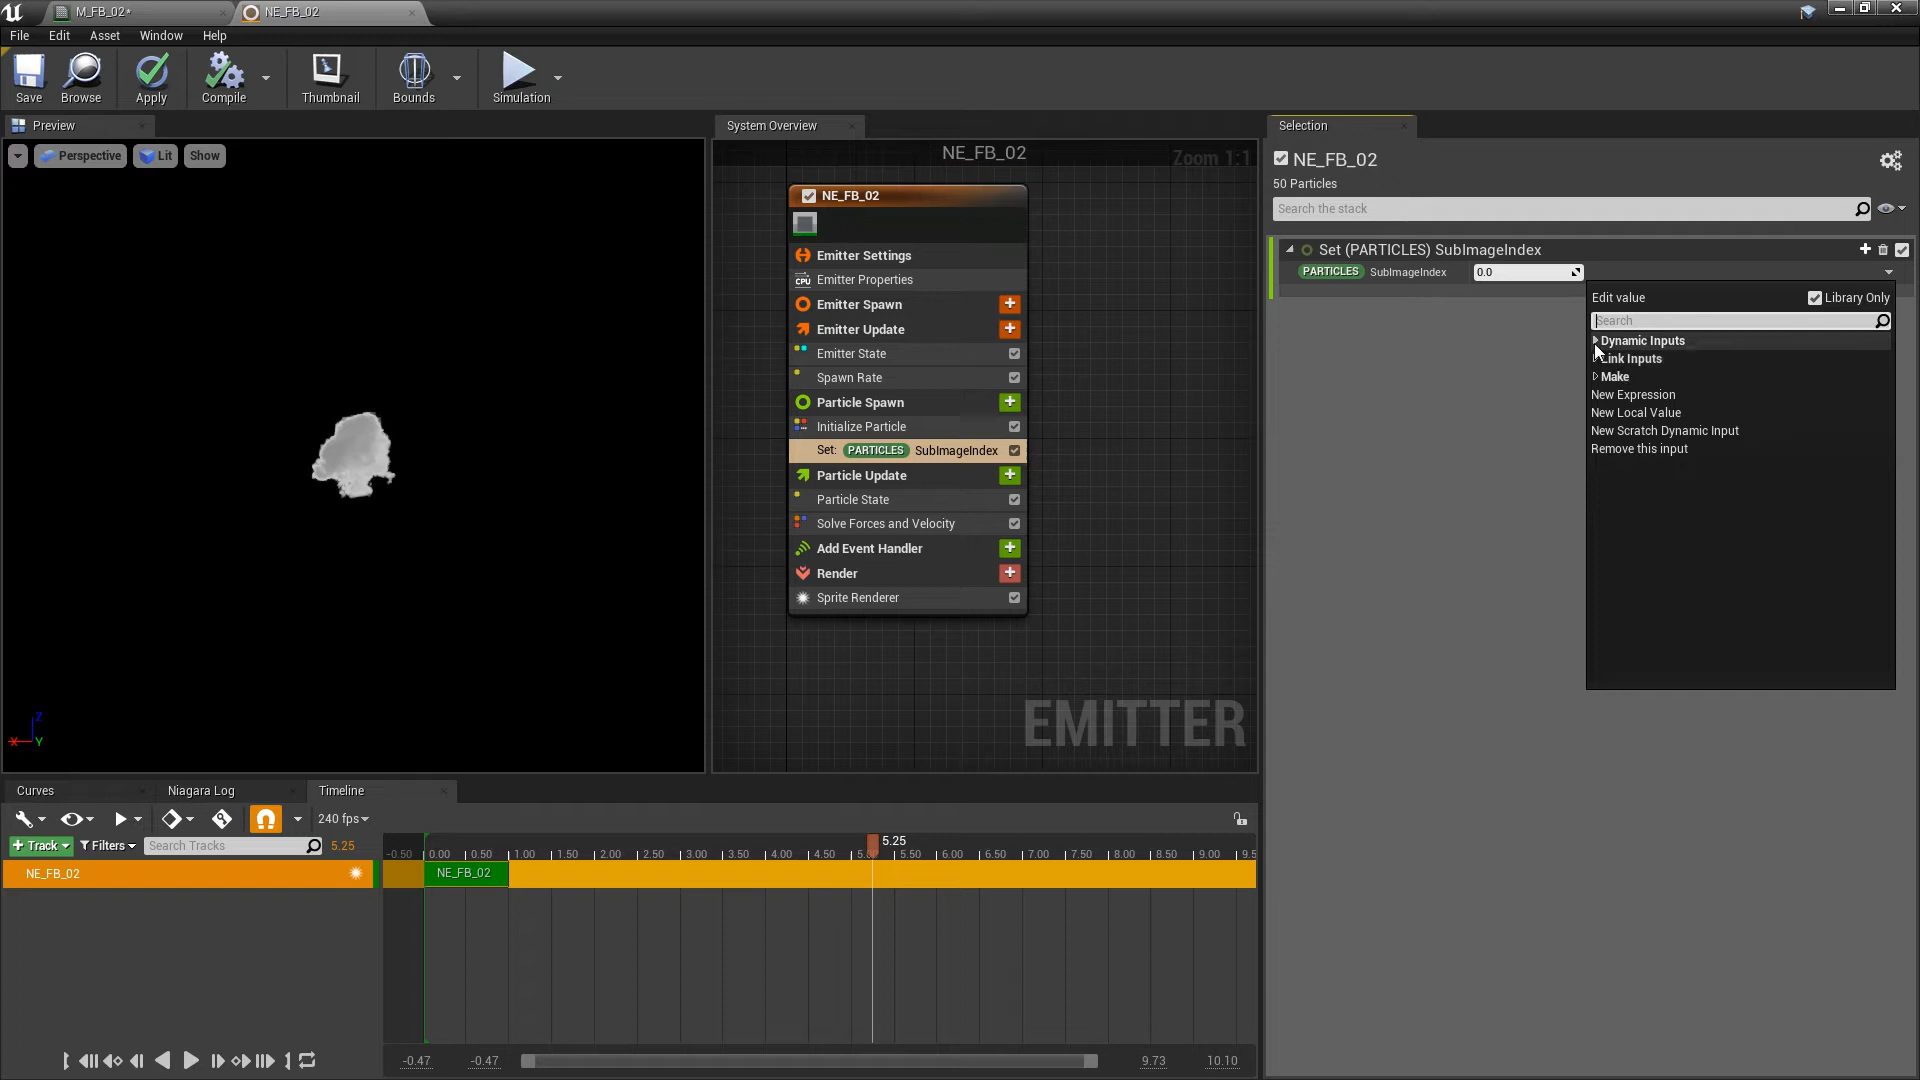 M_FB_02*
NE_FB_02
File Edit Asset Window Help
Save Browse Apply Compile Thumbnail Bounds Simulation
Preview
Perspective Lit Show
System Overview
NE_FB_02
Zoom 1:1
NE_FB_02
Emitter Settings
Emitter Properties
Emitter Spawn
Emitter Update
Emitter State
Spawn Rate
Particle Spawn
Initialize Particle
Set: PARTICLES SubImageIndex
Particle Update
Particle State
Solve Forces and Velocity
Add Event Handler
Render
Sprite Renderer
EMITTER
Selection
NE_FB_02
50 Particles
Search the stack
Set (PARTICLES) SubImageIndex
PARTICLES SubImageIndex 0.0
Edit value Library Only
Search
Dynamic Inputs
Link Inputs
Make
New Expression
New Local Value
New Scratch Dynamic Input
Remove this input
Z
X
Y
Curves Niagara Log Timeline
240 fps
Track Filters Search Tracks 5.25
5.25
-0.50 0.00 0.50 1.00 1.50 2.00 2.50 3.00 3.50 4.00 4.50 5.50 6.00 6.50 7.00 7.50 8.00 8.50 9.00 9.5
NE_FB_02
NE_FB_02
-0.47 -0.47 9.73 10.10